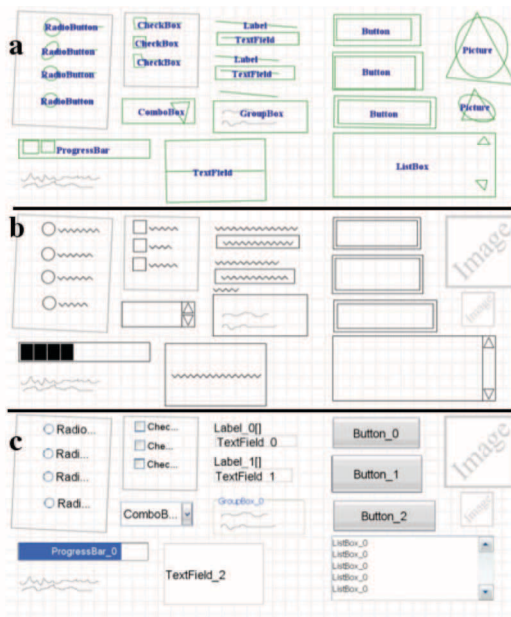 a
RadioButton
RadioButton
RadioButton
RadioButton
CheckBox
CheckBox
CheckBox
ComboBox
Label
TextField
Label
TextField
GroupBox
Button
Button
Button
Picture
Picture
ProgressBar
TextField
ListBox
b
Image
Image
c
Radio...
Radi...
Radi...
Radi...
Chec...
Che...
Chec...
ComboB...
Label_0[]
TextField_0
Label_1[]
TextField_1
GroupBox_0
Button_0
Button_1
Button_2
Image
Image
ProgressBar_0
TextField_2
ListBox_0
ListBox_0
ListBox_0
ListBox_0
ListBox_0